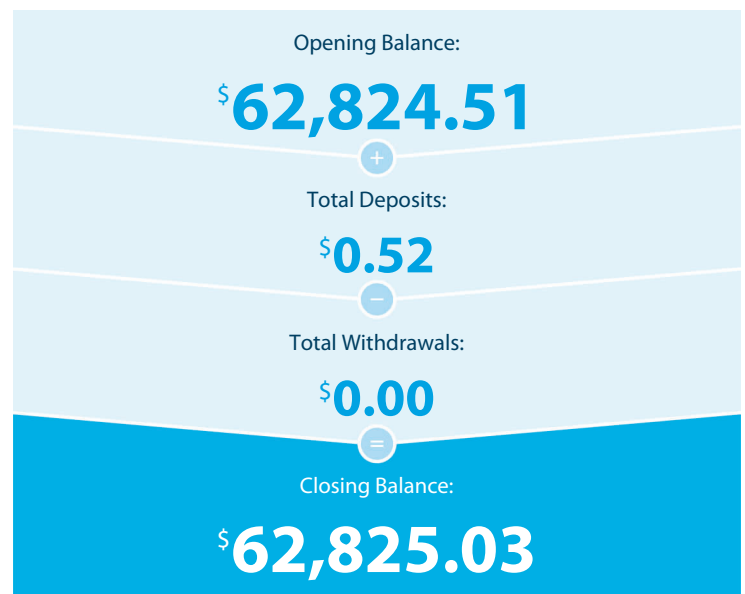 Opening Balance:
$62,824.51
+
Total Deposits:
$0.52
−
Total Withdrawals:
$0.00
=
Closing Balance:
$62,825.03